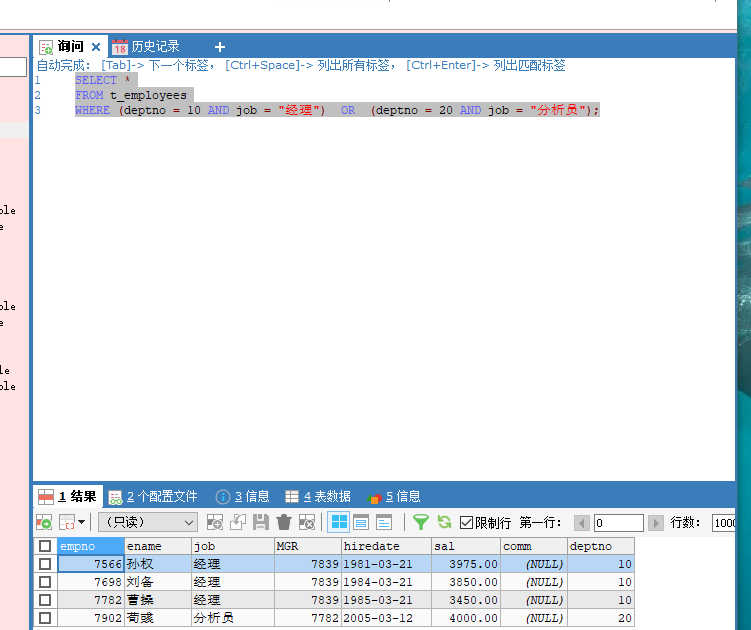 询问 历史记录
自动完成: [Tab]-> 下一个标签， [Ctrl+Space]-> 列出所有标签， [Ctrl+Enter]-> 列出匹配标签
1 SELECT *
2 FROM t_employees
3 WHERE (deptno = 10 AND job = "经理") OR (deptno = 20 AND job = "分析员");
ple
e
ple
e
le
ple
1 结果 2 个配置文件 3 信息 4 表数据 5 信息
（只读） 限制行 第一行: 0 行数: 1000
empno ename job MGR hiredate sal comm deptno
7566 孙权 经理 7839 1981-03-21 3975.00 (NULL) 10
7698 刘备 经理 7839 1984-03-21 3850.00 (NULL) 10
7782 曹操 经理 7839 1985-03-21 3450.00 (NULL) 10
7902 荀彧 分析员 7782 2005-03-12 4000.00 (NULL) 20